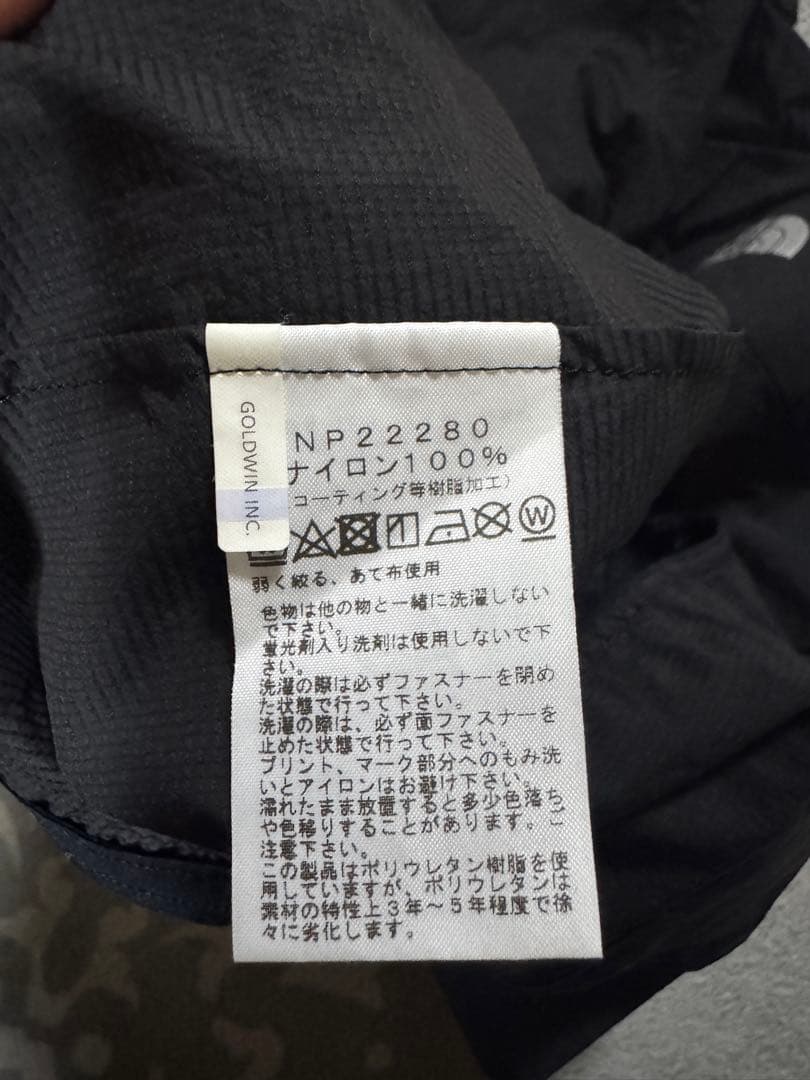 GOLDWIN INC.
NP22280
ナイロン100%
コーティング等樹脂加工)
W
弱く絞る、あて布使用
色物は他の物と一緒に洗濯しない
で下さい。
蛍光剤入り洗剤は使用しないで下
さい。
洗濯の際は必ずファスナーを閉め
た状態で行って下さい。
洗濯の際は、必ず面ファスナーを
止めた状態で行って下さい。
プリント、マーク部分へのもみ洗
いとアイロンはお避け下さい。
濡れたまま放置すると多少色落ち
や色移りすることがあります。ご
注意下さい。
この製品はポリウレタン樹脂を使
用していますが、ポリウレタンは
素材の特性上3年～5年程度で徐
々に劣化します。